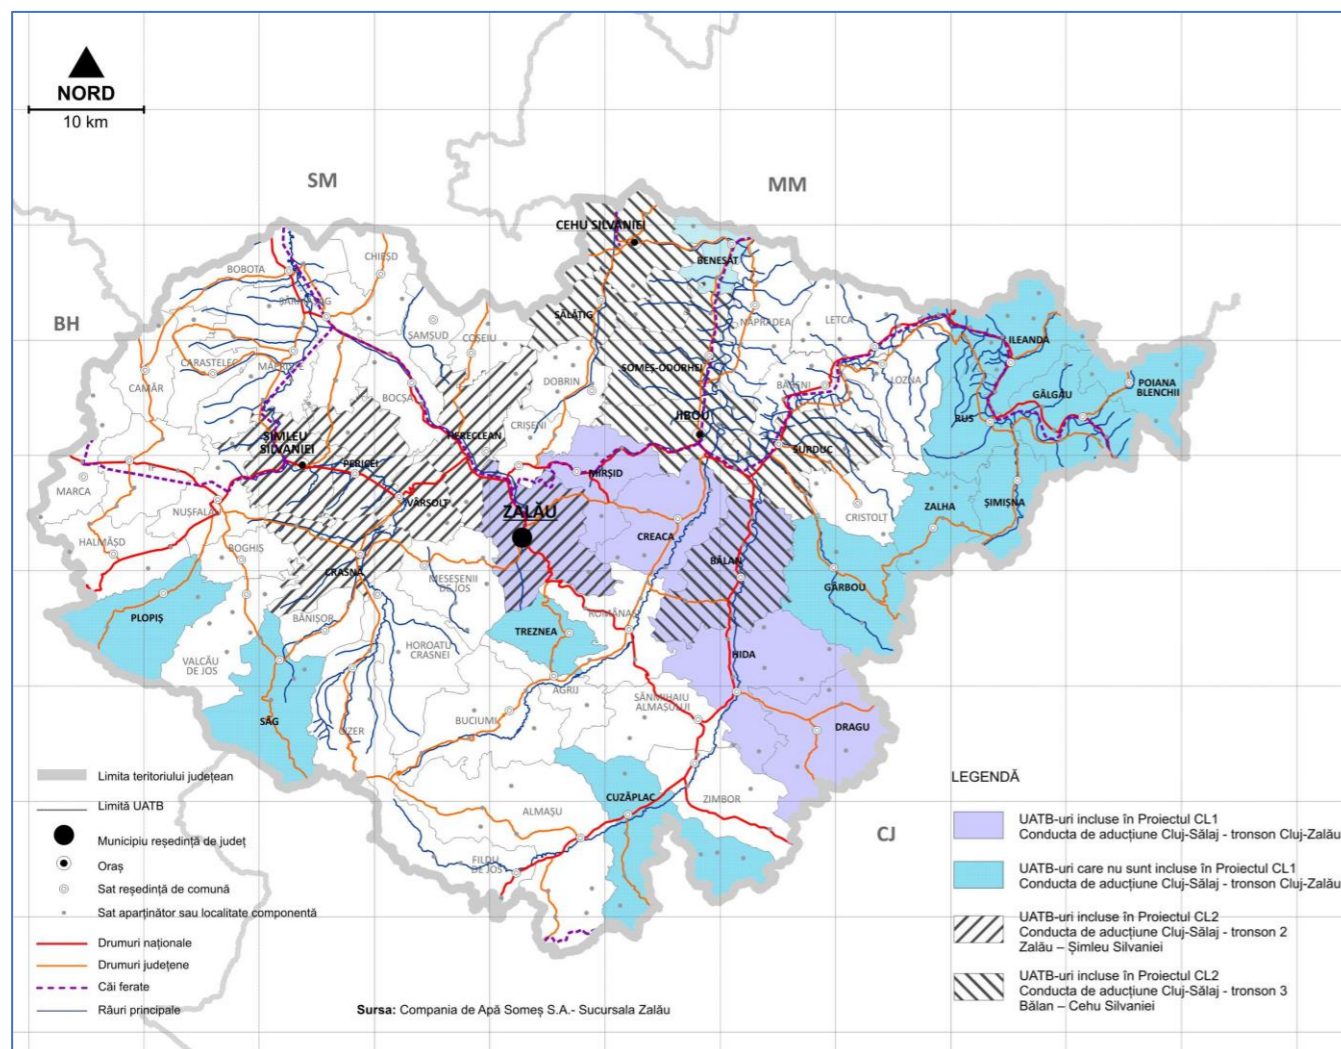 NORD
10 km
SM
MM
BH
CJ
CEHU SILVANIEI
BENESAT
CHIEȘD
BOBOTA
SĂLĂȚIG
NĂPRADEA
LETCA
ILEANDA
ȘAMȘUD
COȘEIU
CARASTELEC
CAMĂR
SOMEȘ-ODORHEI
DOBRIN
BĂBENI
LOZNA
GÂLGĂU
POIANA
BLENCHII
BOCȘA
CRIȘENI
JIBOU
RUS
ȘIMLEU
SILVANIEI
PERICEI
HERECLEAN
SURDUC
MIRȘID
MARCA
NUȘFALĂU
VÂRȘOLȚ
ZALĂU
CRISTOLȚ
ZALHA
ȘIMIȘNA
HALMĂȘD
BOGHIȘ
CRASNA
MESEȘENII
DE JOS
CREACA
BĂLAN
GÂRBOU
PLOPIȘ
BĂNIȘOR
TREZNEA
ROMÂNAȘI
VALCĂU
DE JOS
HOROATU
CRASNEI
HIDA
AGRIJ
SÂNMIHAIU
ALMAȘULUI
SÂG
CIZER
BUCIUMI
DRAGU
CUZĂPLAC
ZIMBOR
ALMAȘU
FILDU
DE JOS
Limita teritoriului județean
Limită UATB
Municipiu reședință de județ
Oraș
Sat reședință de comună
Sat aparținător sau localitate componentă
Drumuri naționale
Drumuri județene
Căi ferate
Râuri principale
Sursa: Compania de Apă Someș S.A.- Sucursala Zalău
LEGENDĂ
UATB-uri incluse în Proiectul CL1
Conducta de aducțiune Cluj-Sălaj - tronson Cluj-Zalău
UATB-uri care nu sunt incluse în Proiectul CL1
Conducta de aducțiune Cluj-Sălaj - tronson Cluj-Zalău
UATB-uri incluse în Proiectul CL2
Conducta de aducțiune Cluj-Sălaj - tronson 2
Zalău – Șimleu Silvaniei
UATB-uri incluse în Proiectul CL2
Conducta de aducțiune Cluj-Sălaj - tronson 3
Bălan – Cehu Silvaniei